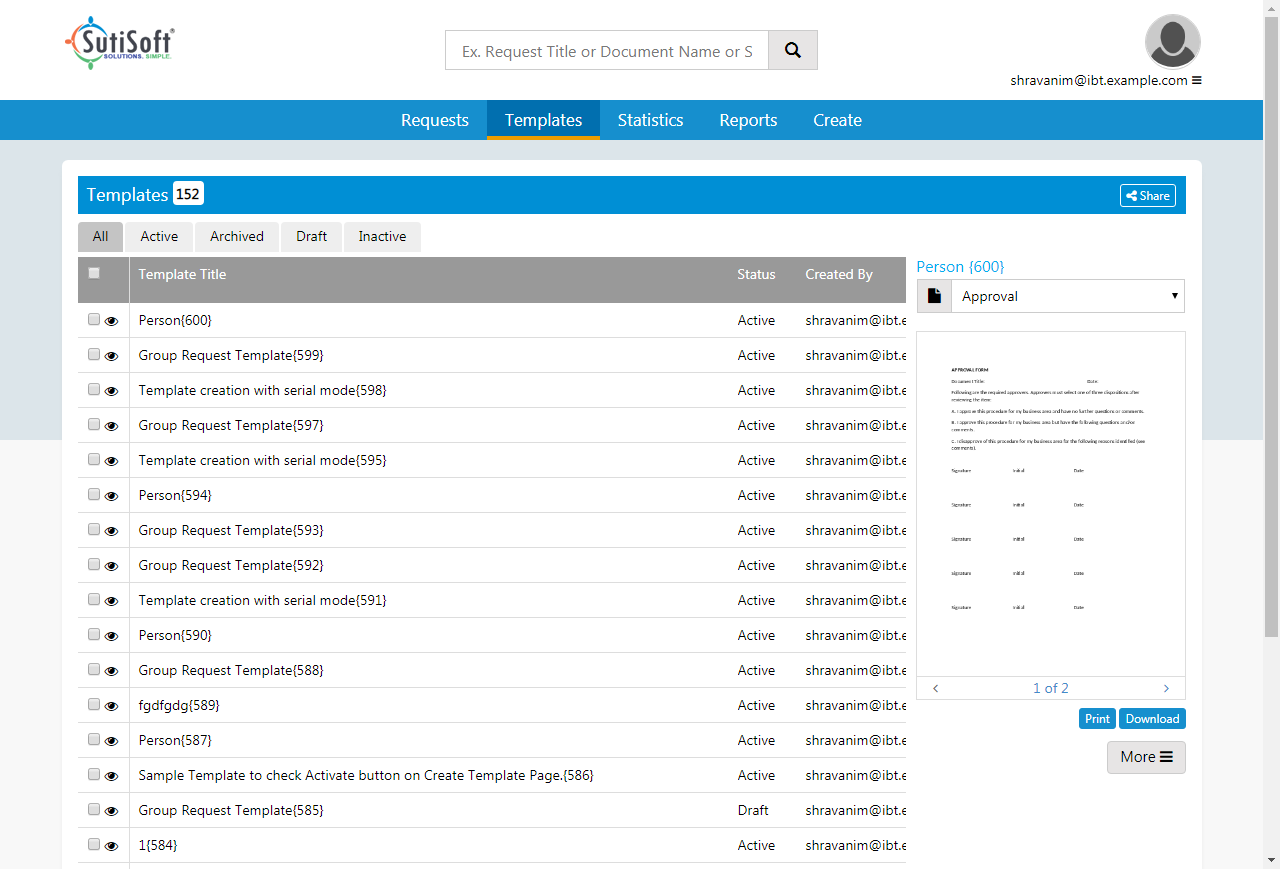 SutiSoft®
SOLUTIONS. SIMPLE.
Ex. Request Title or Document Name or S
shravanim@ibt.example.com
Requests Templates Statistics Reports Create
Templates 152
Share
All Active Archived Draft Inactive
Template Title Status Created By
Person{600} Active shravanim@ibt.e
Group Request Template{599} Active shravanim@ibt.e
Template creation with serial mode{598} Active shravanim@ibt.e
Group Request Template{597} Active shravanim@ibt.e
Template creation with serial mode{595} Active shravanim@ibt.e
Person{594} Active shravanim@ibt.e
Group Request Template{593} Active shravanim@ibt.e
Group Request Template{592} Active shravanim@ibt.e
Template creation with serial mode{591} Active shravanim@ibt.e
Person{590} Active shravanim@ibt.e
Group Request Template{588} Active shravanim@ibt.e
fgdfgdg{589} Active shravanim@ibt.e
Person{587} Active shravanim@ibt.e
Sample Template to check Activate button on Create Template Page.{586} Active shravanim@ibt.e
Group Request Template{585} Draft shravanim@ibt.e
1{584} Active shravanim@ibt.e
Person {600}
Approval
APPROVAL FORM
Document Title: Date:
Following are the required approvers. Approvers must select one of three dispositions after
reviewing the item:
A. I approve this procedure for my business area and have no further questions or comments.
B. I approve this procedure for my business area but have the following questions and/or
comments.
C. I disapprove of this procedure for my business area for the following reasons identified (see
comments).
Signature Initial Date
Signature Initial Date
Signature Initial Date
Signature Initial Date
Signature Initial Date
1 of 2
Print Download
More